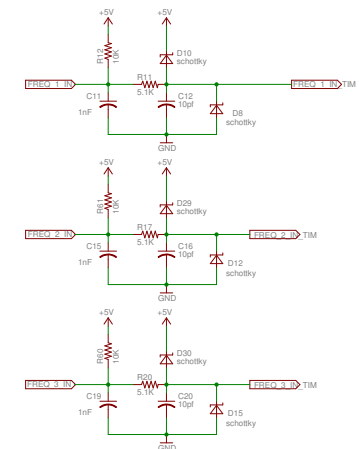 +5V +5V
R12 10K D10 schottky
FREQ_1_IN R11 5.1K FREQ_1_IN_TIM
C11 1nF C12 10pf D8 schottky
GND
+5V +5V
R61 10K D29 schottky
FREQ_2_IN R17 5.1K FREQ_2_IN_TIM
C15 1nF C16 10pf D12 schottky
GND
+5V +5V
R60 10K D30 schottky
FREQ_3_IN R20 5.1K FREQ_3_IN_TIM
C19 1nF C20 10pf D15 schottky
GND